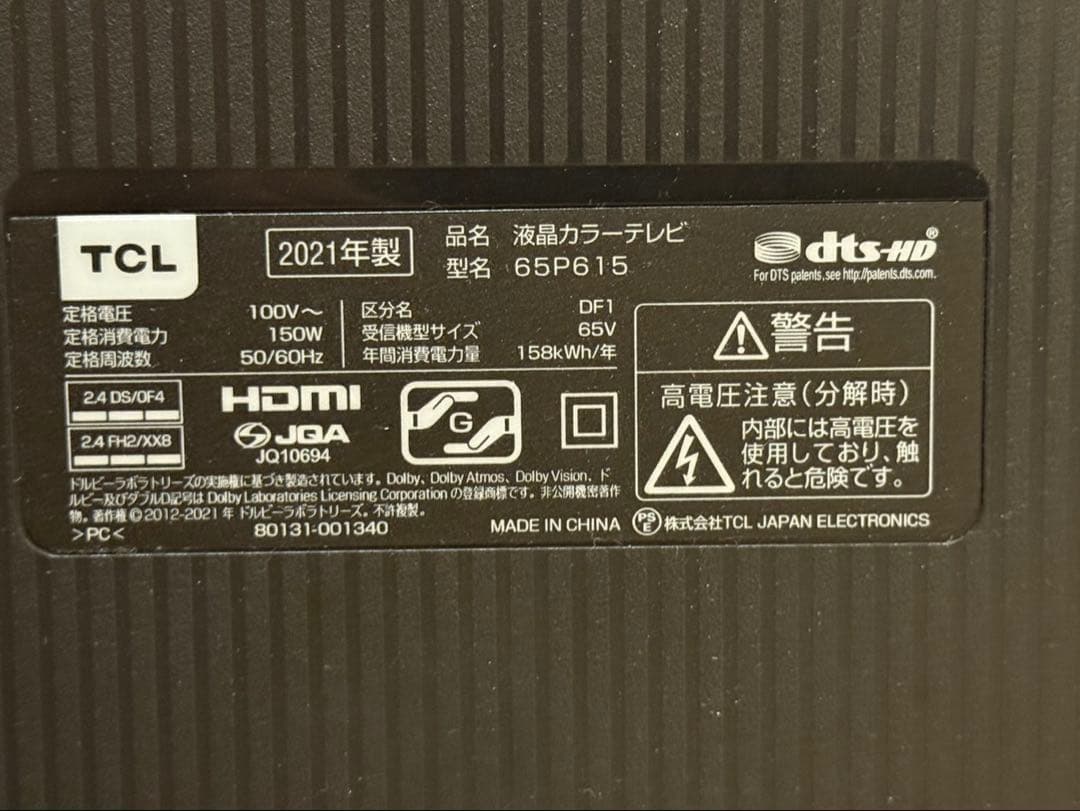 TCL
2021年製
品名 液晶カラーテレビ
型名 65P615
dts-HD®
For DTS patents, see http://patents.dts.com.
定格電圧 100V～
定格消費電力 150W
定格周波数 50/60Hz
区分名 DF1
受信機型サイズ 65V
年間消費電力量 158kWh/年
2.4 DS/OF4
2.4 FH2/XX8
HDMI
JQA
JQ10694
G
警告
高電圧注意(分解時)
内部には高電圧を
使用しており、触
れると危険です。
ドルビーラボラトリーズの実施権に基づき製造されています。Dolby、Dolby Atmos、Dolby Vision、ド
ルビー及びダブルD記号は Dolby Laboratories Licensing Corporation の登録商標です。非公開機密著作
物。著作権 ©2012-2021 年 ドルビーラボラトリーズ。不許複製。
>PC<
80131-001340
MADE IN CHINA PSE 株式会社TCL JAPAN ELECTRONICS